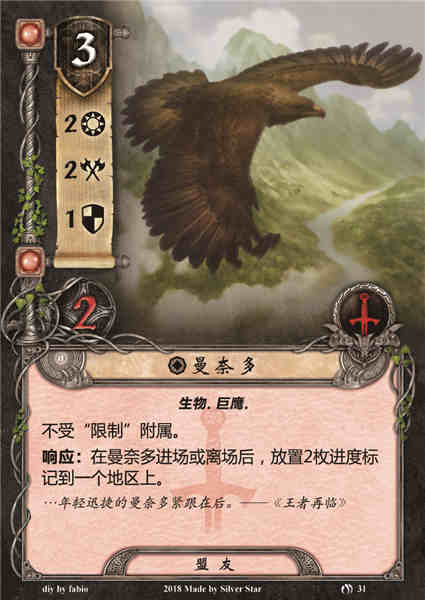 3
2
2
1
2
曼奈多
生物. 巨鹰.
不受“限制”附属。
响应：在曼奈多进场或离场后，放置2枚进度标
记到一个地区上。
…年轻迅捷的曼奈多紧跟在后。——《王者再临》
盟友
diy by fabio
2018 Made by Silver Star
31